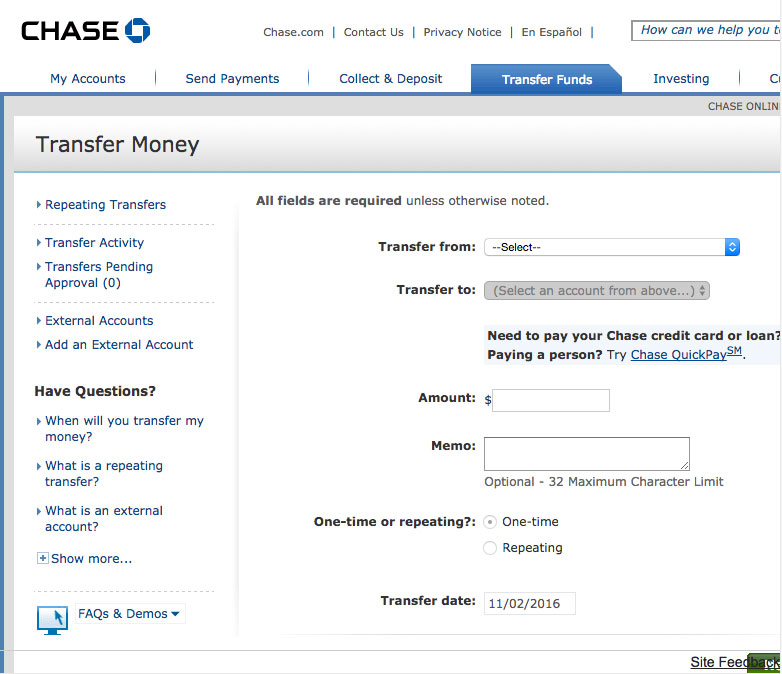 CHASE
Chase.com | Contact Us | Privacy Notice | En Español |
How can we help you
My Accounts
Send Payments
Collect & Deposit
Transfer Funds
Investing
CHASE
Transfer Money
Repeating Transfers
Transfer Activity
Transfers Pending
Approval (0)
External Accounts
Add an External Account
Have Questions?
When will you transfer my
money?
What is a repeating
transfer?
What is an external
account?
Show more...
FAQs & Demos
All fields are required unless otherwise noted.
Transfer from: --Select--
Transfer to: (Select an account from above...)
Need to pay your Chase credit card or loan?
Paying a person? Try Chase QuickPaySM.
Amount: $
Memo:
Optional - 32 Maximum Character Limit
One-time or repeating?: One-time
Repeating
Transfer date: 11/02/2016
Site Feedback